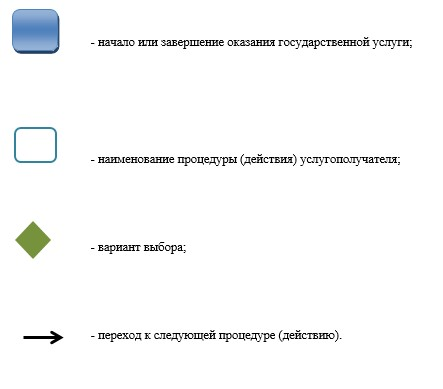 - начало или завершение оказания государственной услуги;
- наименование процедуры (действия) услугополучателя;
- вариант выбора;
- переход к следующей процедуре (действию).